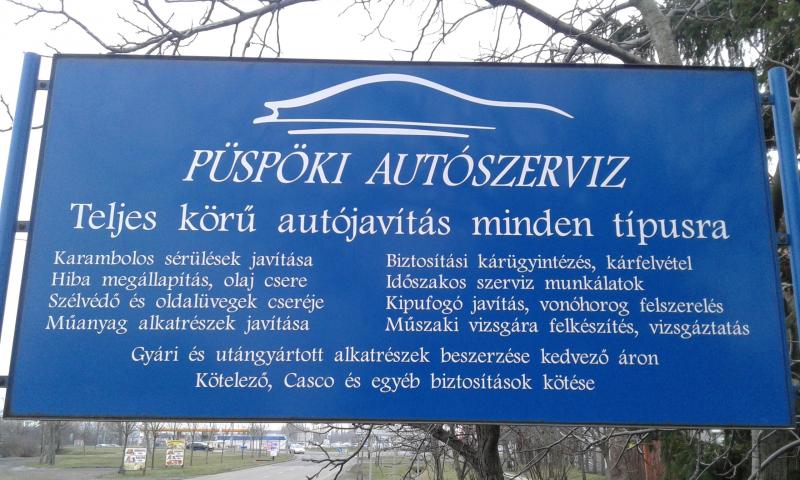 PÜSPÖKI AUTÓSZERVIZ
Teljes körű autójavítás minden típusra
Karambolos sérülések javítása
Hiba megállapítás, olaj csere
Szélvédő és oldalüvegek cseréje
Műanyag alkatrészek javítása
Biztosítási kárügyintézés, kárfelvétel
Időszakos szerviz munkálatok
Kipufogó javítás, vonóhorog felszerelés
Műszaki vizsgára felkészítés, vizsgáztatás
Gyári és utángyártott alkatrészek beszerzése kedvező áron
Kötelező, Casco és egyéb biztosítások kötése